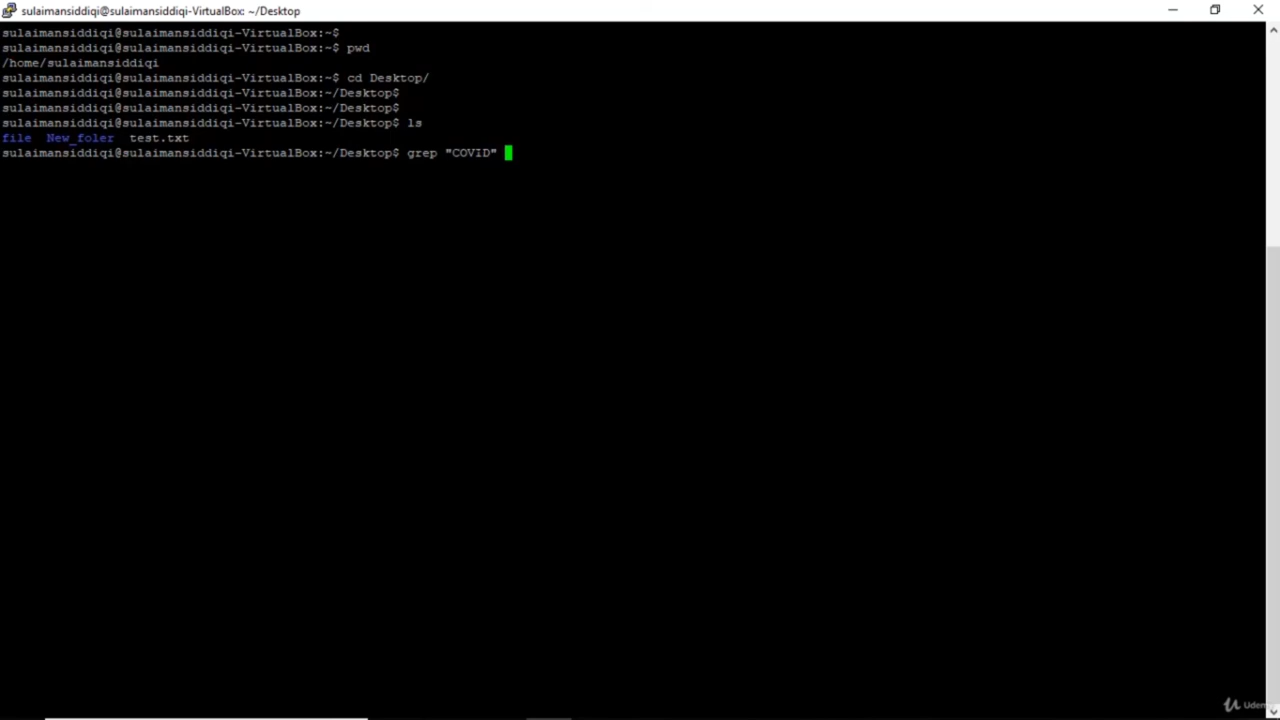 sulaimansiddiqi@sulaimansiddiqi-VirtualBox: ~/Desktop
sulaimansiddiqi@sulaimansiddiqi-VirtualBox:~$
sulaimansiddiqi@sulaimansiddiqi-VirtualBox:~$ pwd
/home/sulaimansiddiqi
sulaimansiddiqi@sulaimansiddiqi-VirtualBox:~$ cd Desktop/
sulaimansiddiqi@sulaimansiddiqi-VirtualBox:~/Desktop$
sulaimansiddiqi@sulaimansiddiqi-VirtualBox:~/Desktop$
sulaimansiddiqi@sulaimansiddiqi-VirtualBox:~/Desktop$ ls
file New_foler test.txt
sulaimansiddiqi@sulaimansiddiqi-VirtualBox:~/Desktop$ grep "COVID"